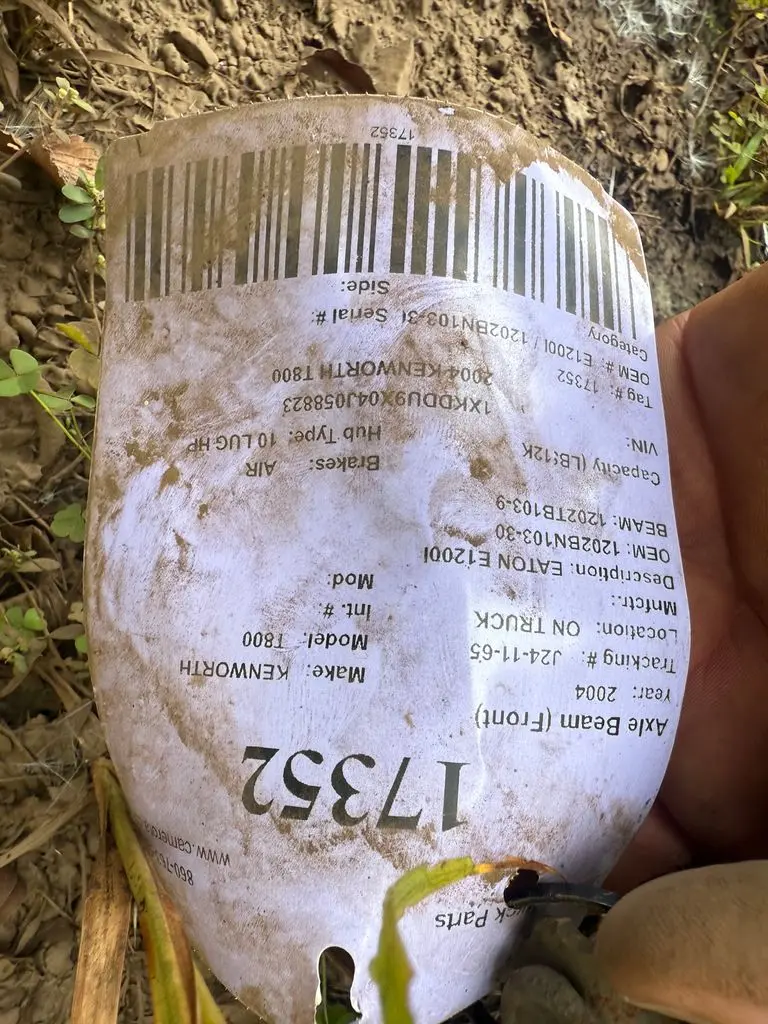 ck Parts
860-76
www.camero
17352
Axle Beam (Front)
Year: 2004 Make: KENWORTH
Tracking # J24-11-65 Model: T800
Location: ON TRUCK Int. #:
Mnfctr.: Mod:
Description: EATON E1200I
OEM: 1202BN103-30
BEAM: 1202TB103-9
Capacity (LBS 12K Brakes: AIR
Hub Type: 10 LUG HP
VIN: 1XKDDU9X04J058823
2004 KENWORTH T800
Tag #: 17352
OEM #: E1200I / 1202BN103-3( Serial #
Category Side:
17352